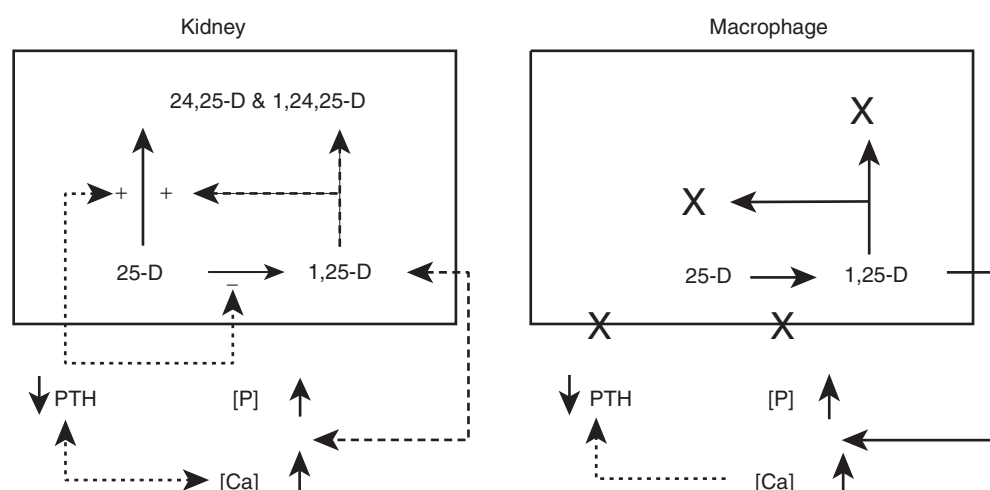 Kidney
24,25-D & 1,24,25-D
+ +
25-D
1,25-D
−
PTH
[P]
[Ca]
Macrophage
X
X
25-D
1,25-D
X X
PTH
[P]
[Ca]